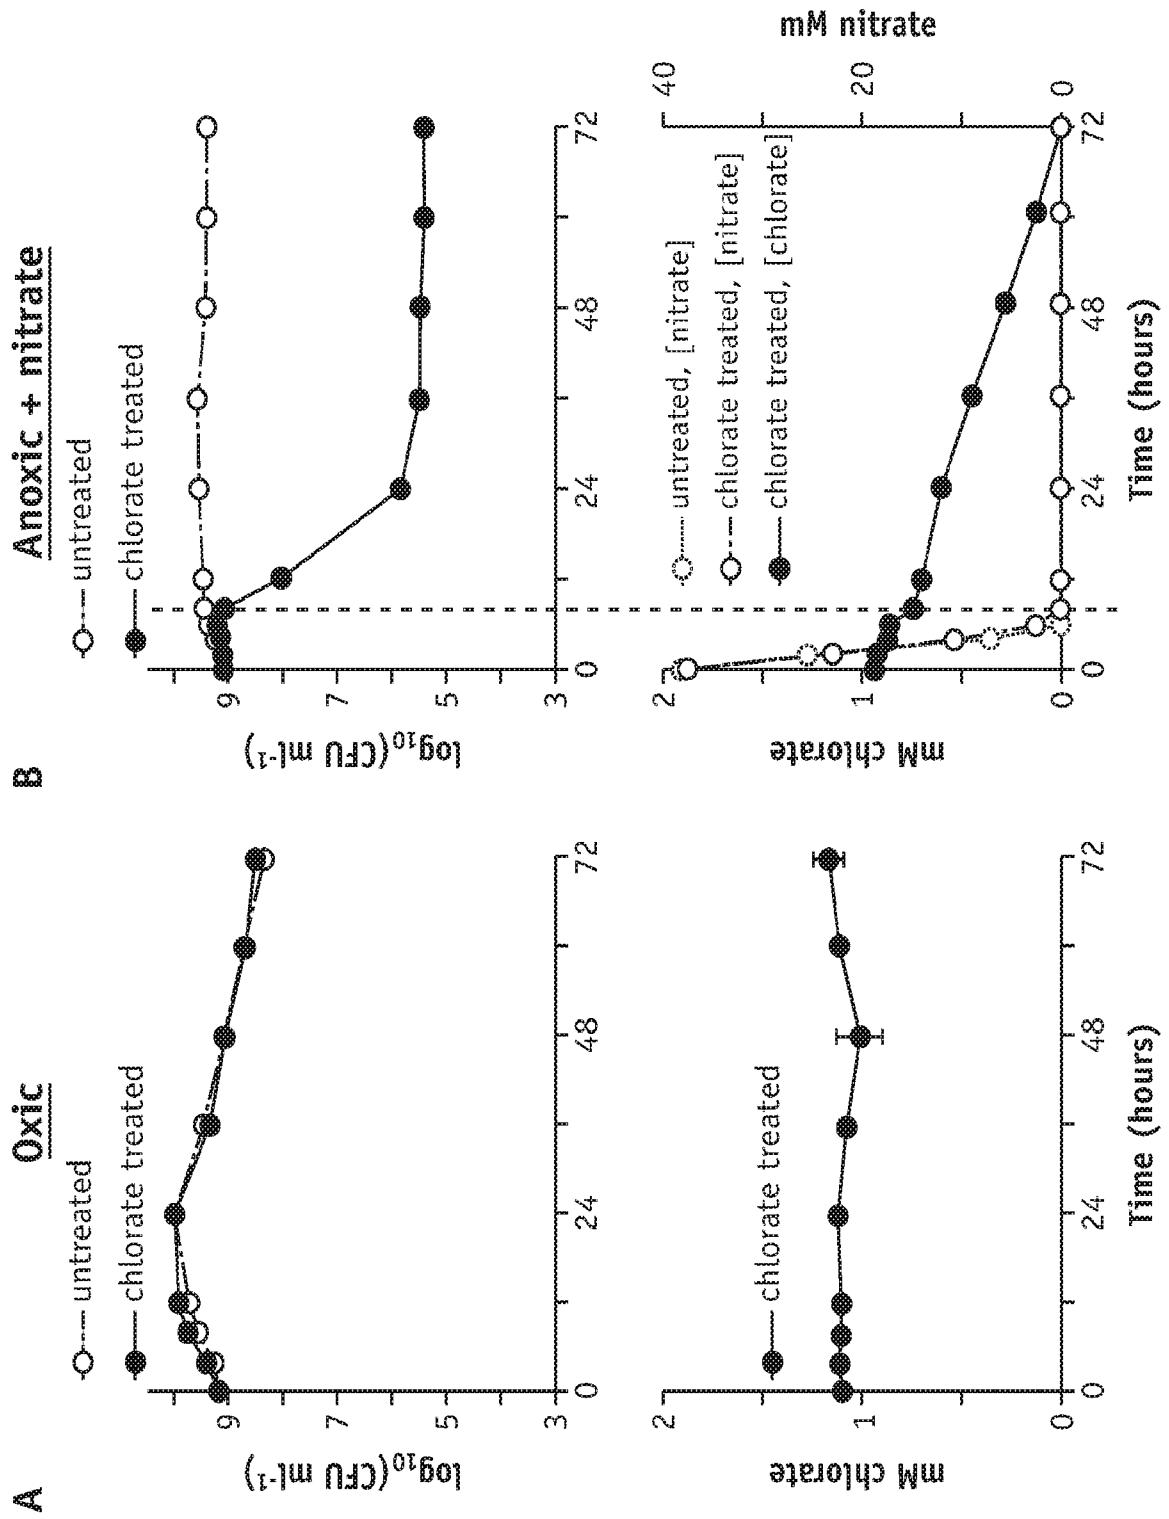 A
Oxic
untreated
chlorate treated
log10(CFU ml-1)
9
7
5
3
0
24
48
72
chlorate treated
mM chlorate
2
1
0
0
24
48
72
Time (hours)
B
Anoxic + nitrate
untreated
chlorate treated
log10(CFU ml-1)
9
7
5
3
0
24
48
72
untreated, [nitrate]
chlorate treated, [nitrate]
chlorate treated, [chlorate]
mM chlorate
2
1
0
mM nitrate
40
20
0
0
24
48
72
Time (hours)